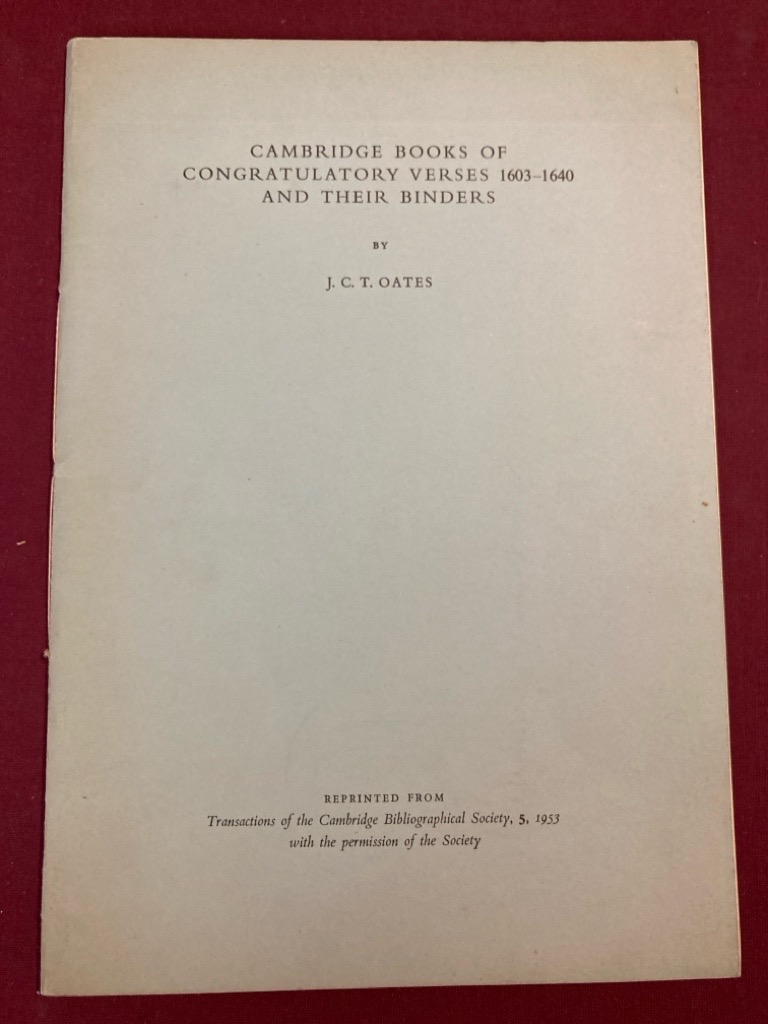 CAMBRIDGE BOOKS OF
CONGRATULATORY VERSES 1603–1640
AND THEIR BINDERS
BY
J. C. T. OATES
REPRINTED FROM
Transactions of the Cambridge Bibliographical Society, 5, 1953
with the permission of the Society